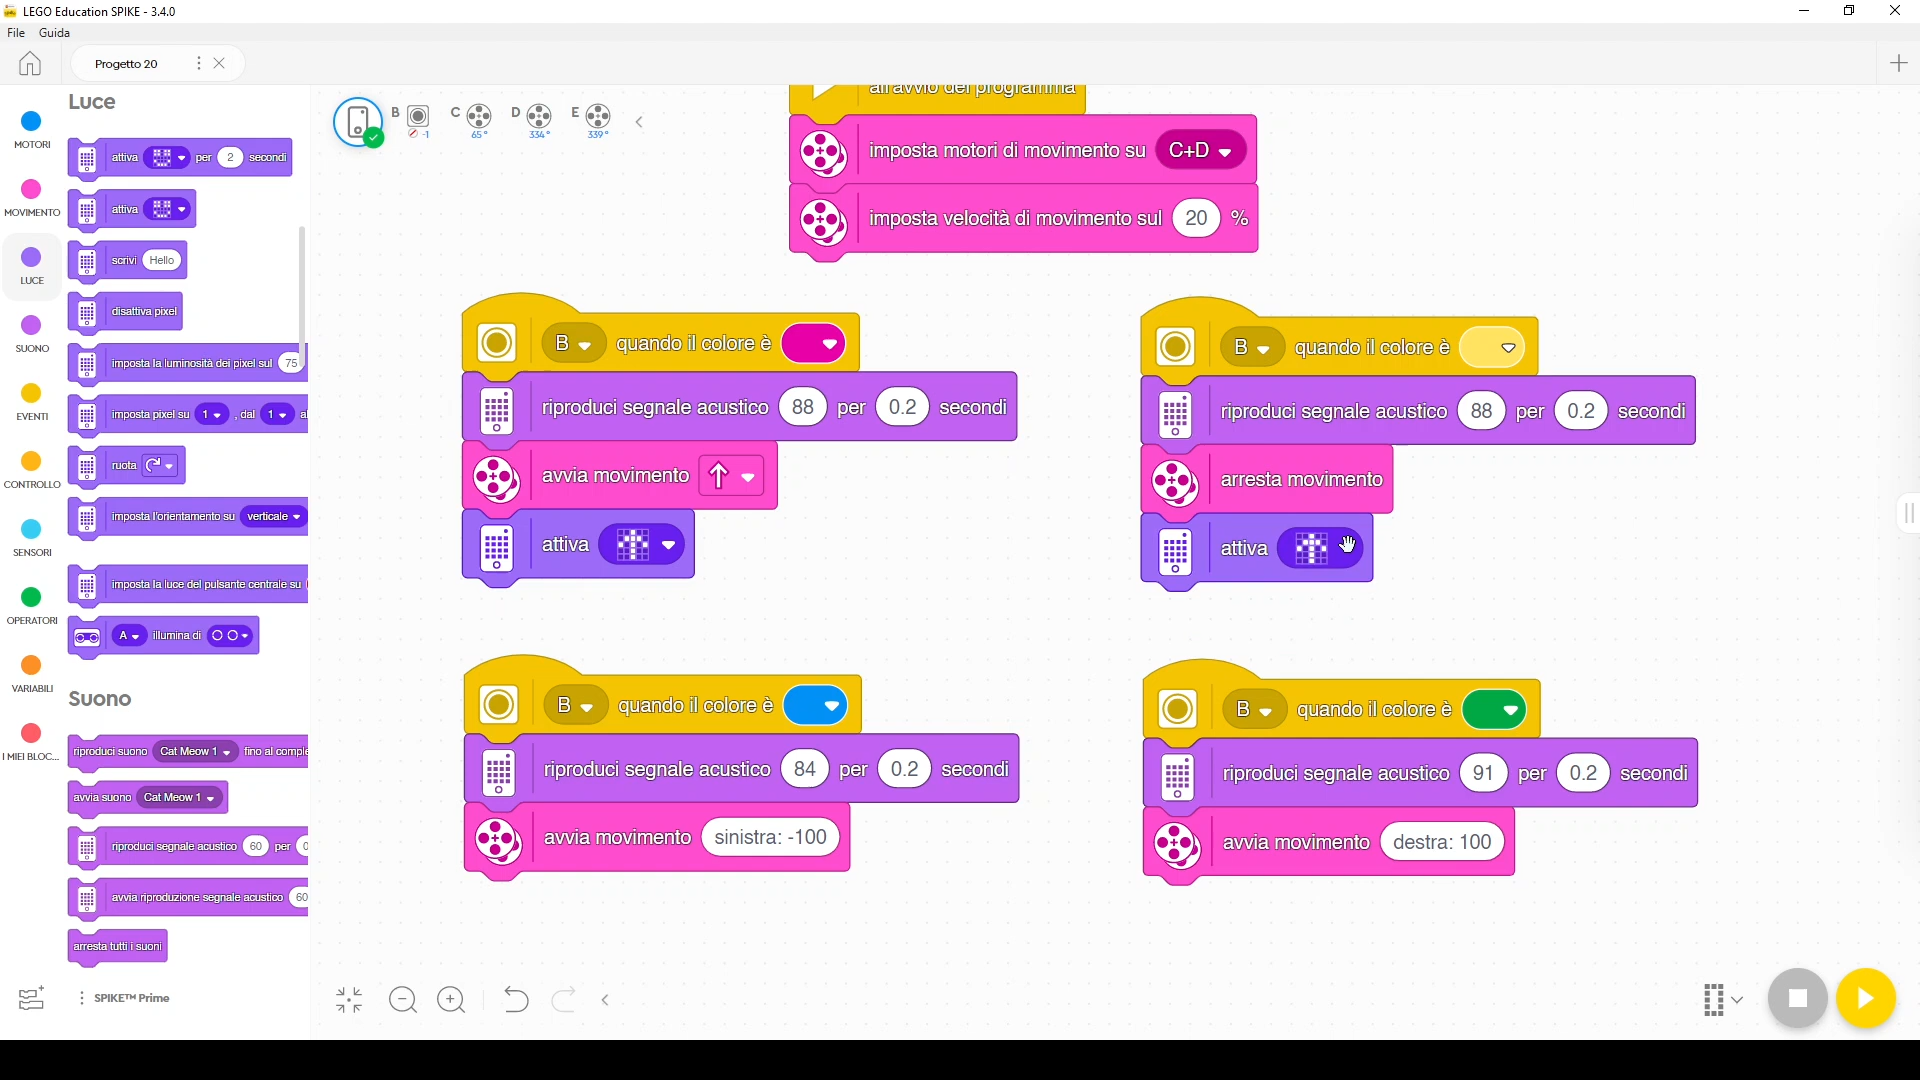 LEGO Education SPIKE - 3.4.0
File Guida
Progetto 20
Luce
MOTORI
MOVIMENTO
LUCE
SUONO
EVENTI
CONTROLLO
SENSORI
OPERATORI
VARIABILI
I MIEI BLOC...
attiva per 2 secondi
attiva
scrivi Hello
disattiva pixel
imposta la luminosità dei pixel sul 75
imposta pixel su 1 , dal 1 al
ruota
imposta l'orientamento su verticale
imposta la luce del pulsante centrale su
A illumina di
Suono
riproduci suono Cat Meow 1 fino al comple
avvia suono Cat Meow 1
riproduci segnale acustico 60 per 0
avvia riproduzione segnale acustico 60
arresta tutti i suoni
SPIKE™ Prime
B -1 C 65° D 334° E 339°
all'avvio del programma
imposta motori di movimento su C+D
imposta velocità di movimento sul 20 %
B quando il colore è
riproduci segnale acustico 88 per 0.2 secondi
avvia movimento
attiva
B quando il colore è
riproduci segnale acustico 88 per 0.2 secondi
arresta movimento
attiva
B quando il colore è
riproduci segnale acustico 84 per 0.2 secondi
avvia movimento sinistra: -100
B quando il colore è
riproduci segnale acustico 91 per 0.2 secondi
avvia movimento destra: 100